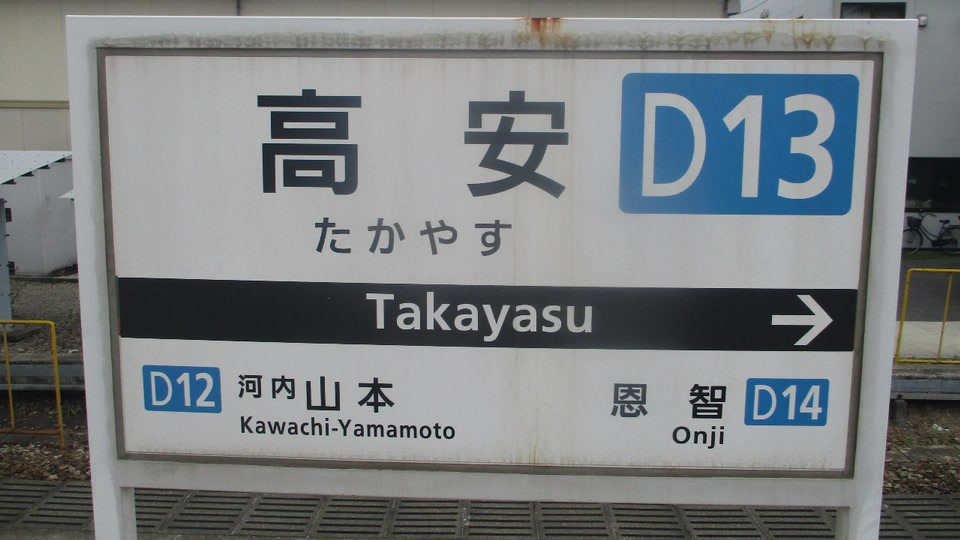 高安 D13
たかやす
Takayasu →
D12 河内山本 恩智 D14
Kawachi-Yamamoto Onji